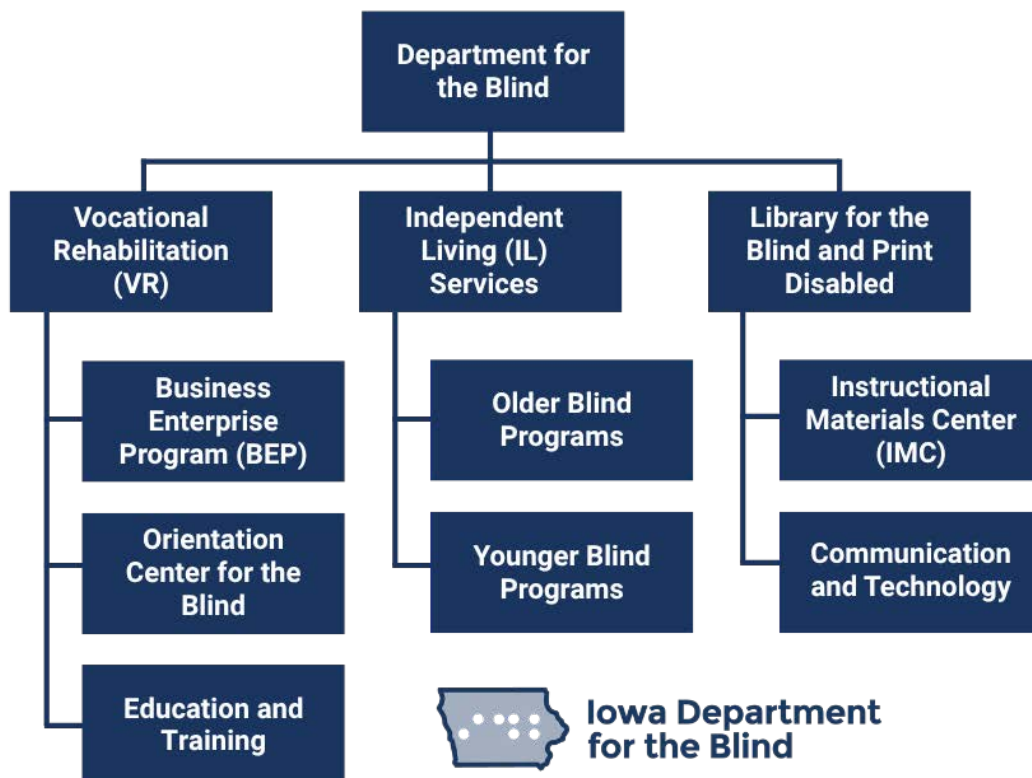 Department for
the Blind
Vocational
Rehabilitation
(VR)
Independent
Living (IL)
Services
Library for the
Blind and Print
Disabled
Business
Enterprise
Program (BEP)
Older Blind
Programs
Instructional
Materials Center
(IMC)
Orientation
Center for the
Blind
Younger Blind
Programs
Communication
and Technology
Education and
Training
Iowa Department
for the Blind